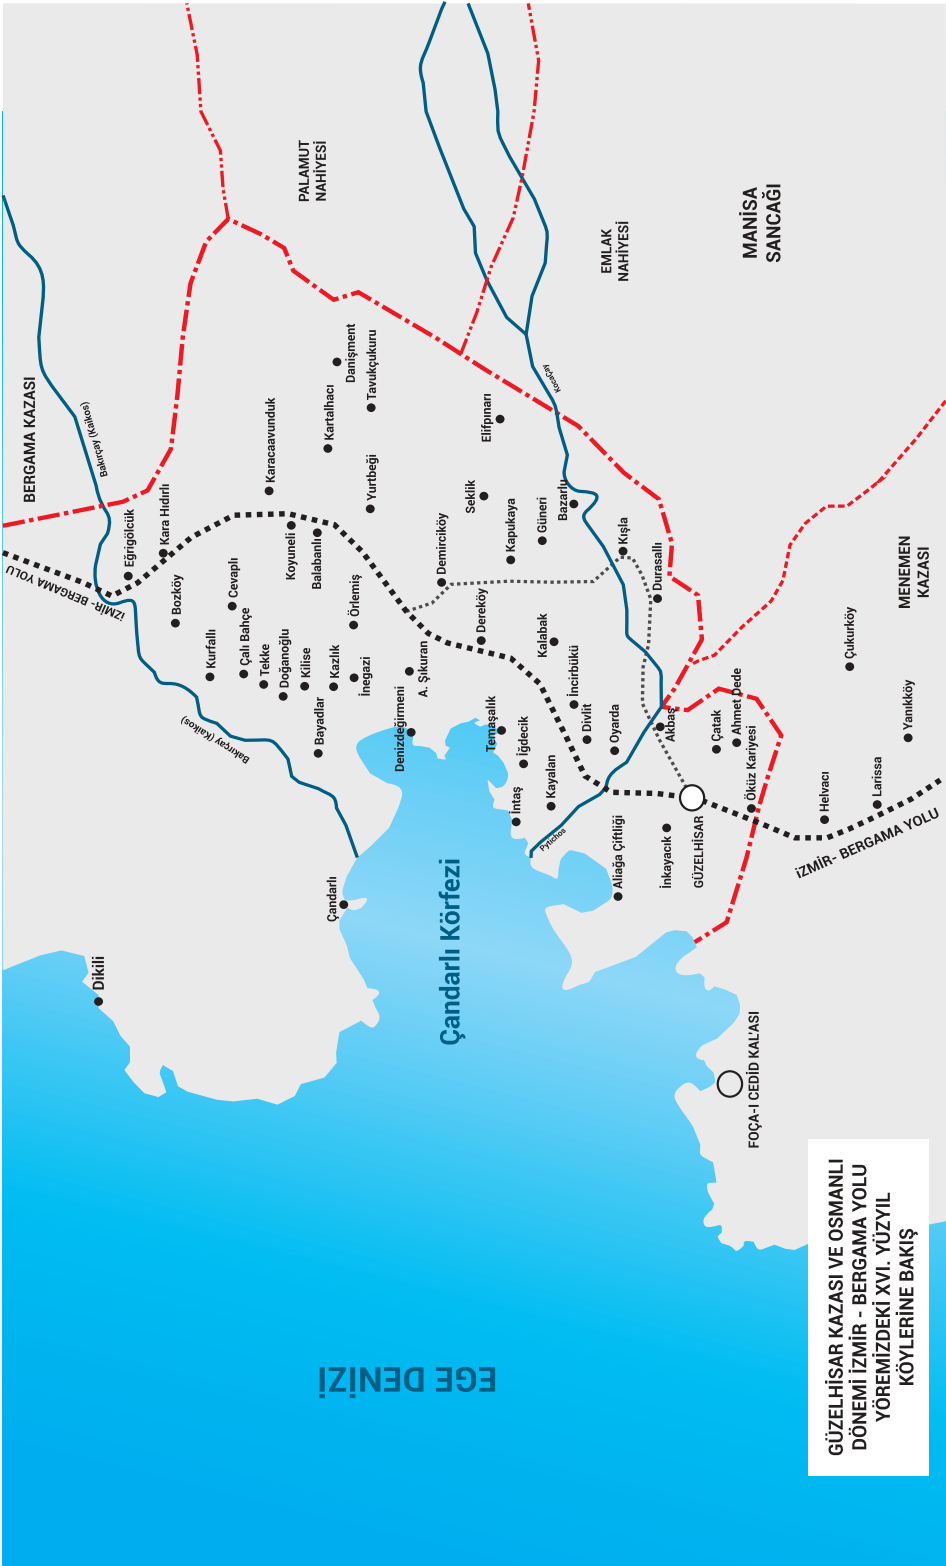 BERGAMA KAZASI
Bakırçay (Kaikos)
İZMİR- BERGAMA YOLU
PALAMUT
NAHİYESİ
EMLAK
NAHİYESİ
MANİSA
SANCAĞI
MENEMEN
KAZASI
Kocaçay
Eğrigölcük
Kara Hıdırlı
Bozköy
Kurfallı
Cevaplı
Çalı Bahçe
Tekke
Doğanoğlu
Kilise
Kazlık
İnegazi
Bayadlar
Karacaavunduk
Koyuneli
Balabanlı
Kartalhacı
Danişment
Tavukçukuru
Yurtbeği
Örlemiş
Demirciköy
A. Şıkuran
Denizdeğirmeni
Elifpınarı
Seklik
Kapukaya
Güneri
Bazarlu
Dereköy
Kalabak
Kışla
Durasallı
Temaşalık
İğdecik
İncirbükü
Divlit
Oyarda
Akbaş
İntaş
Kayalan
Pytıchos
Çatak
Ahmet Dede
Öküz Kariyesi
Aliağa Çiftliği
İnkayacık
GÜZELHİSAR
Çukurköy
Yanıkköy
Larissa
Helvacı
İZMİR- BERGAMA YOLU
Bakırçay (Kaikos)
Çandarlı
Dikili
Çandarlı Körfezi
FOÇA-I CEDİD KAL'ASI
EGE DENİZİ
GÜZELHİSAR KAZASI VE OSMANLI
DÖNEMİ İZMİR - BERGAMA YOLU
YÖREMİZDEKİ XVI. YÜZYIL
KÖYLERİNE BAKIŞ